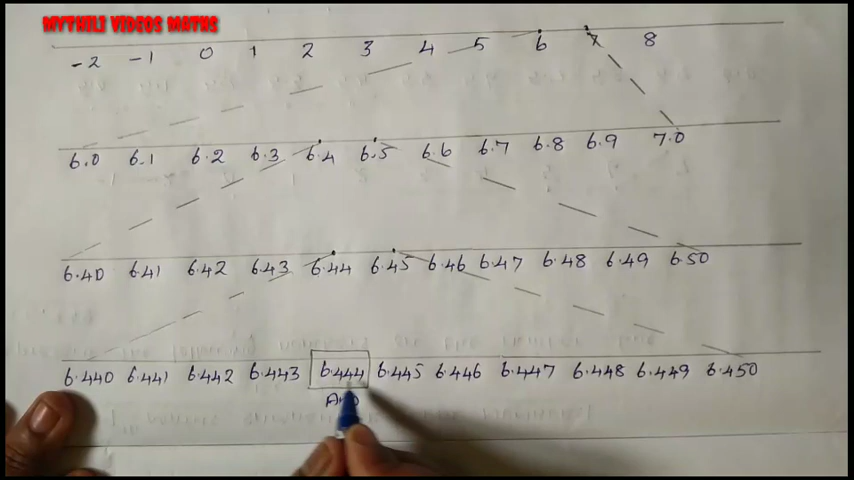 MYTHILI VIDEOS MATHS
-2 -1 0 1 2 3 4 5 6 7 8
6.0 6.1 6.2 6.3 6.4 6.5 6.6 6.7 6.8 6.9 7.0
6.40 6.41 6.42 6.43 6.44 6.45 6.46 6.47 6.48 6.49 6.50
6.440 6.441 6.442 6.443 6.444 6.445 6.446 6.447 6.448 6.449 6.450